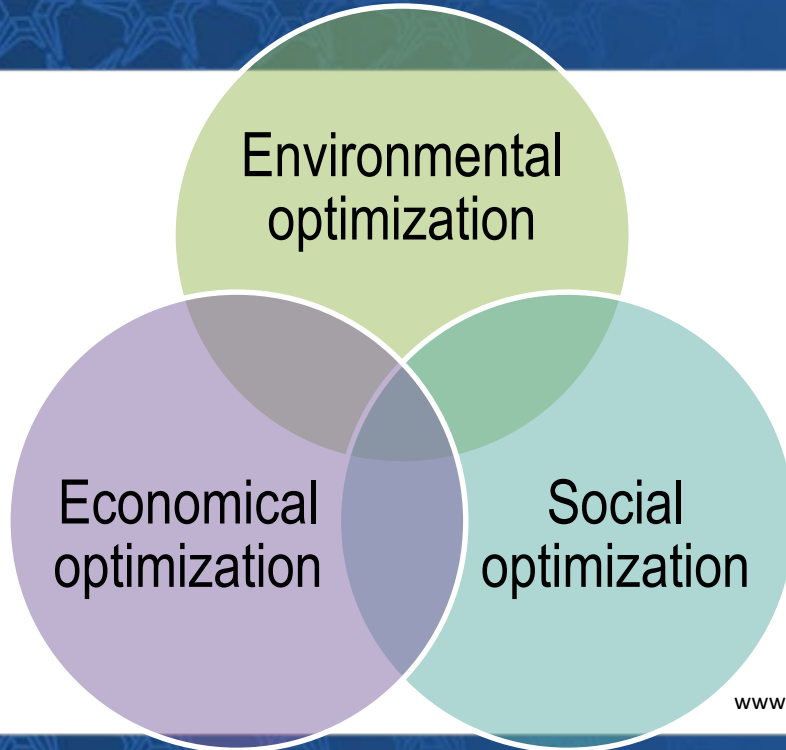 Environmental
optimization
Economical
optimization
Social
optimization
www